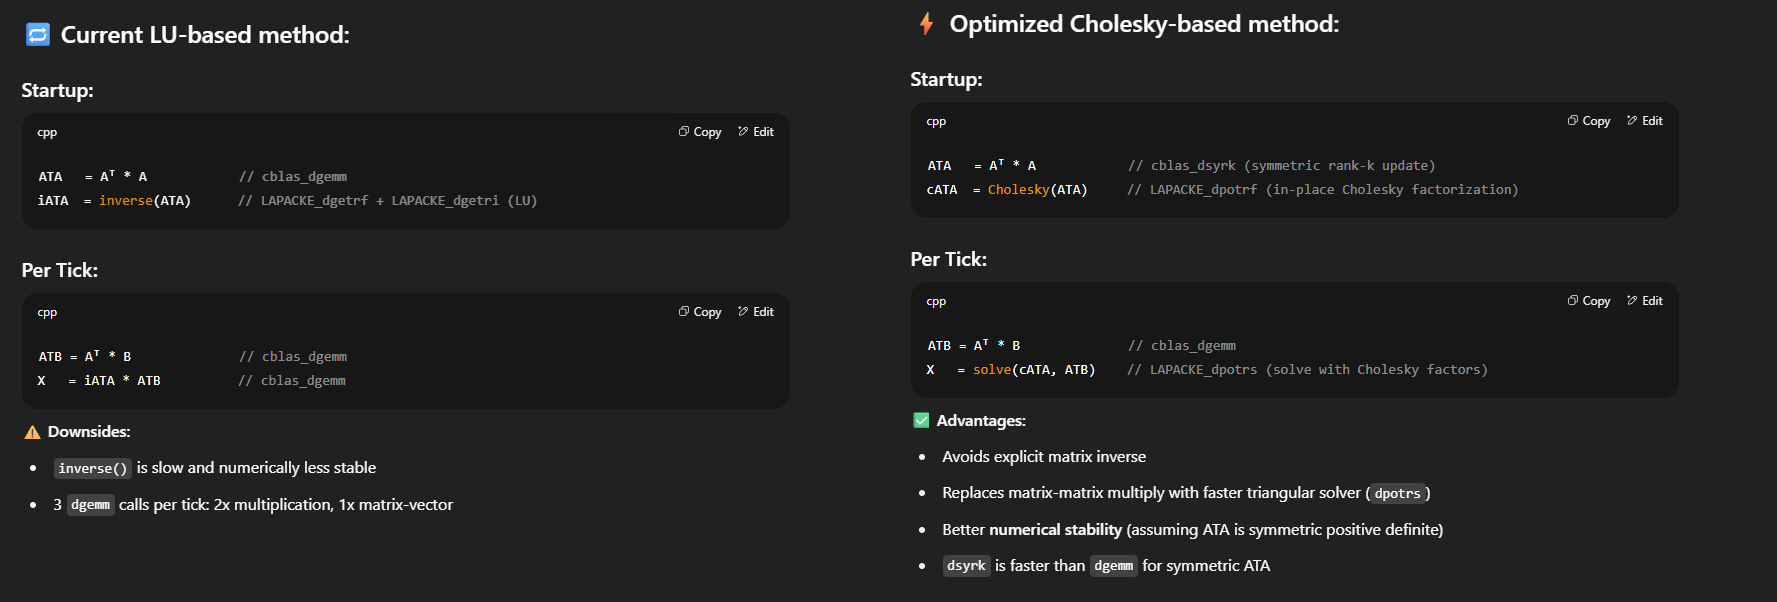 Current LU-based method:
Startup:
cpp
Copy
Edit
ATA   = Aᵀ * A            // cblas_dgemm
iATA  = inverse(ATA)      // LAPACKE_dgetrf + LAPACKE_dgetri (LU)
Per Tick:
cpp
Copy
Edit
ATB = Aᵀ * B              // cblas_dgemm
X   = iATA * ATB          // cblas_dgemm
Downsides:
inverse() is slow and numerically less stable
3 dgemm calls per tick: 2x multiplication, 1x matrix-vector
Optimized Cholesky-based method:
Startup:
cpp
Copy
Edit
ATA   = Aᵀ * A            // cblas_dsyrk (symmetric rank-k update)
cATA  = Cholesky(ATA)     // LAPACKE_dpotrf (in-place Cholesky factorization)
Per Tick:
cpp
Copy
Edit
ATB = Aᵀ * B              // cblas_dgemm
X   = solve(cATA, ATB)    // LAPACKE_dpotrs (solve with Cholesky factors)
Advantages:
Avoids explicit matrix inverse
Replaces matrix-matrix multiply with faster triangular solver (dpotrs)
Better numerical stability (assuming ATA is symmetric positive definite)
dsyrk is faster than dgemm for symmetric ATA